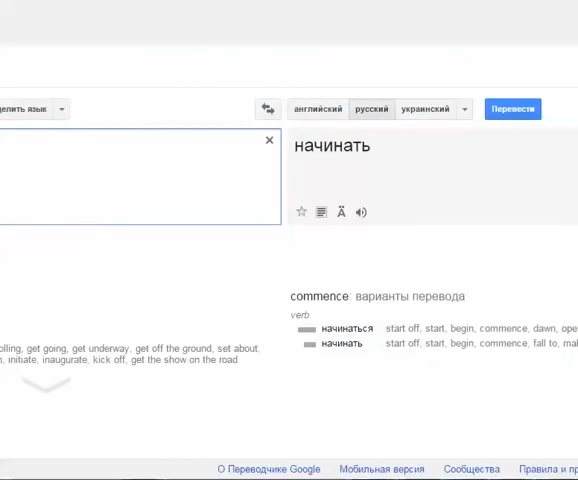 делить язык английский русский украинский Перевести
начинать
Ä
commence: варианты перевода
verb
начинаться start off, start, begin, commence, dawn, ope
начинать start off, start, begin, commence, fall to, mal
olling, get going, get underway, get off the ground, set about,
n, initiate, inaugurate, kick off, get the show on the road
О Переводчике Google Мобильная версия Сообщества Правила и пр